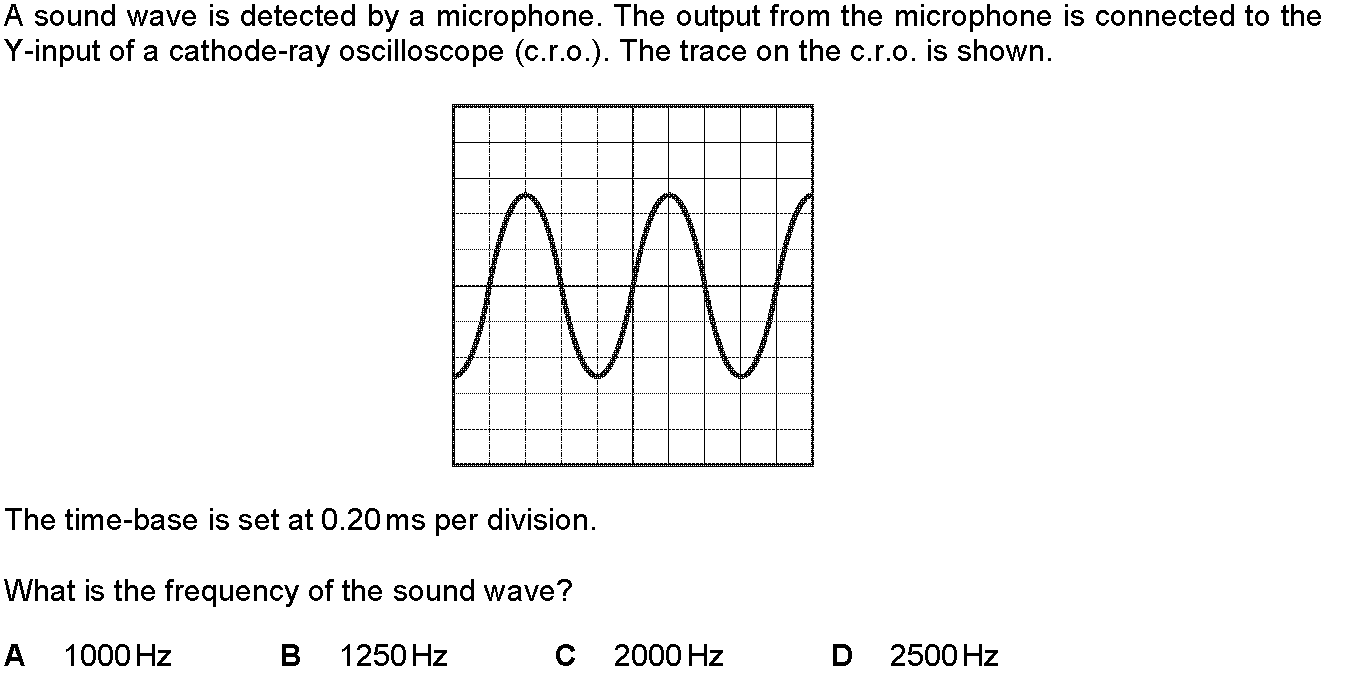 A sound wave is detected by a microphone. The output from the microphone is connected to the
Y-input of a cathode-ray oscilloscope (c.r.o.). The trace on the c.r.o. is shown.
The time-base is set at 0.20 ms per division.
What is the frequency of the sound wave?
A 1000 Hz B 1250 Hz C 2000 Hz D 2500 Hz